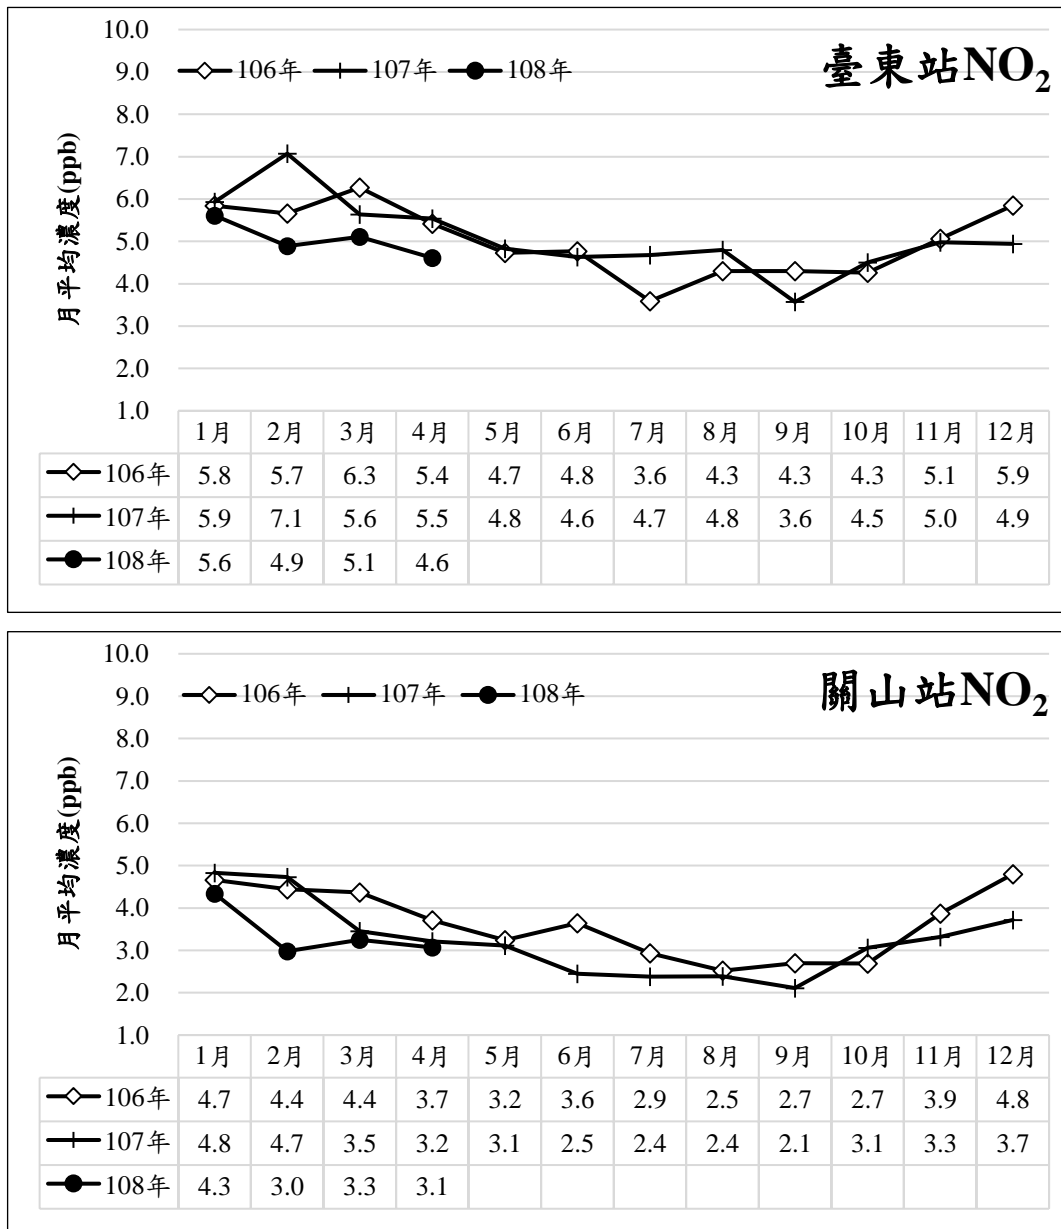 臺東站NO₂
106年 107年 108年
月平均濃度(ppb)
10.0
9.0
8.0
7.0
6.0
5.0
4.0
3.0
2.0
1.0
1月 2月 3月 4月 5月 6月 7月 8月 9月 10月 11月 12月
106年 5.8 5.7 6.3 5.4 4.7 4.8 3.6 4.3 4.3 4.3 5.1 5.9
107年 5.9 7.1 5.6 5.5 4.8 4.6 4.7 4.8 3.6 4.5 5.0 4.9
108年 5.6 4.9 5.1 4.6
關山站NO₂
106年 107年 108年
月平均濃度(ppb)
10.0
9.0
8.0
7.0
6.0
5.0
4.0
3.0
2.0
1.0
1月 2月 3月 4月 5月 6月 7月 8月 9月 10月 11月 12月
106年 4.7 4.4 4.4 3.7 3.2 3.6 2.9 2.5 2.7 2.7 3.9 4.8
107年 4.8 4.7 3.5 3.2 3.1 2.5 2.4 2.4 2.1 3.1 3.3 3.7
108年 4.3 3.0 3.3 3.1